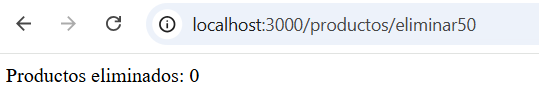 localhost:3000/productos/eliminar50
Productos eliminados: 0